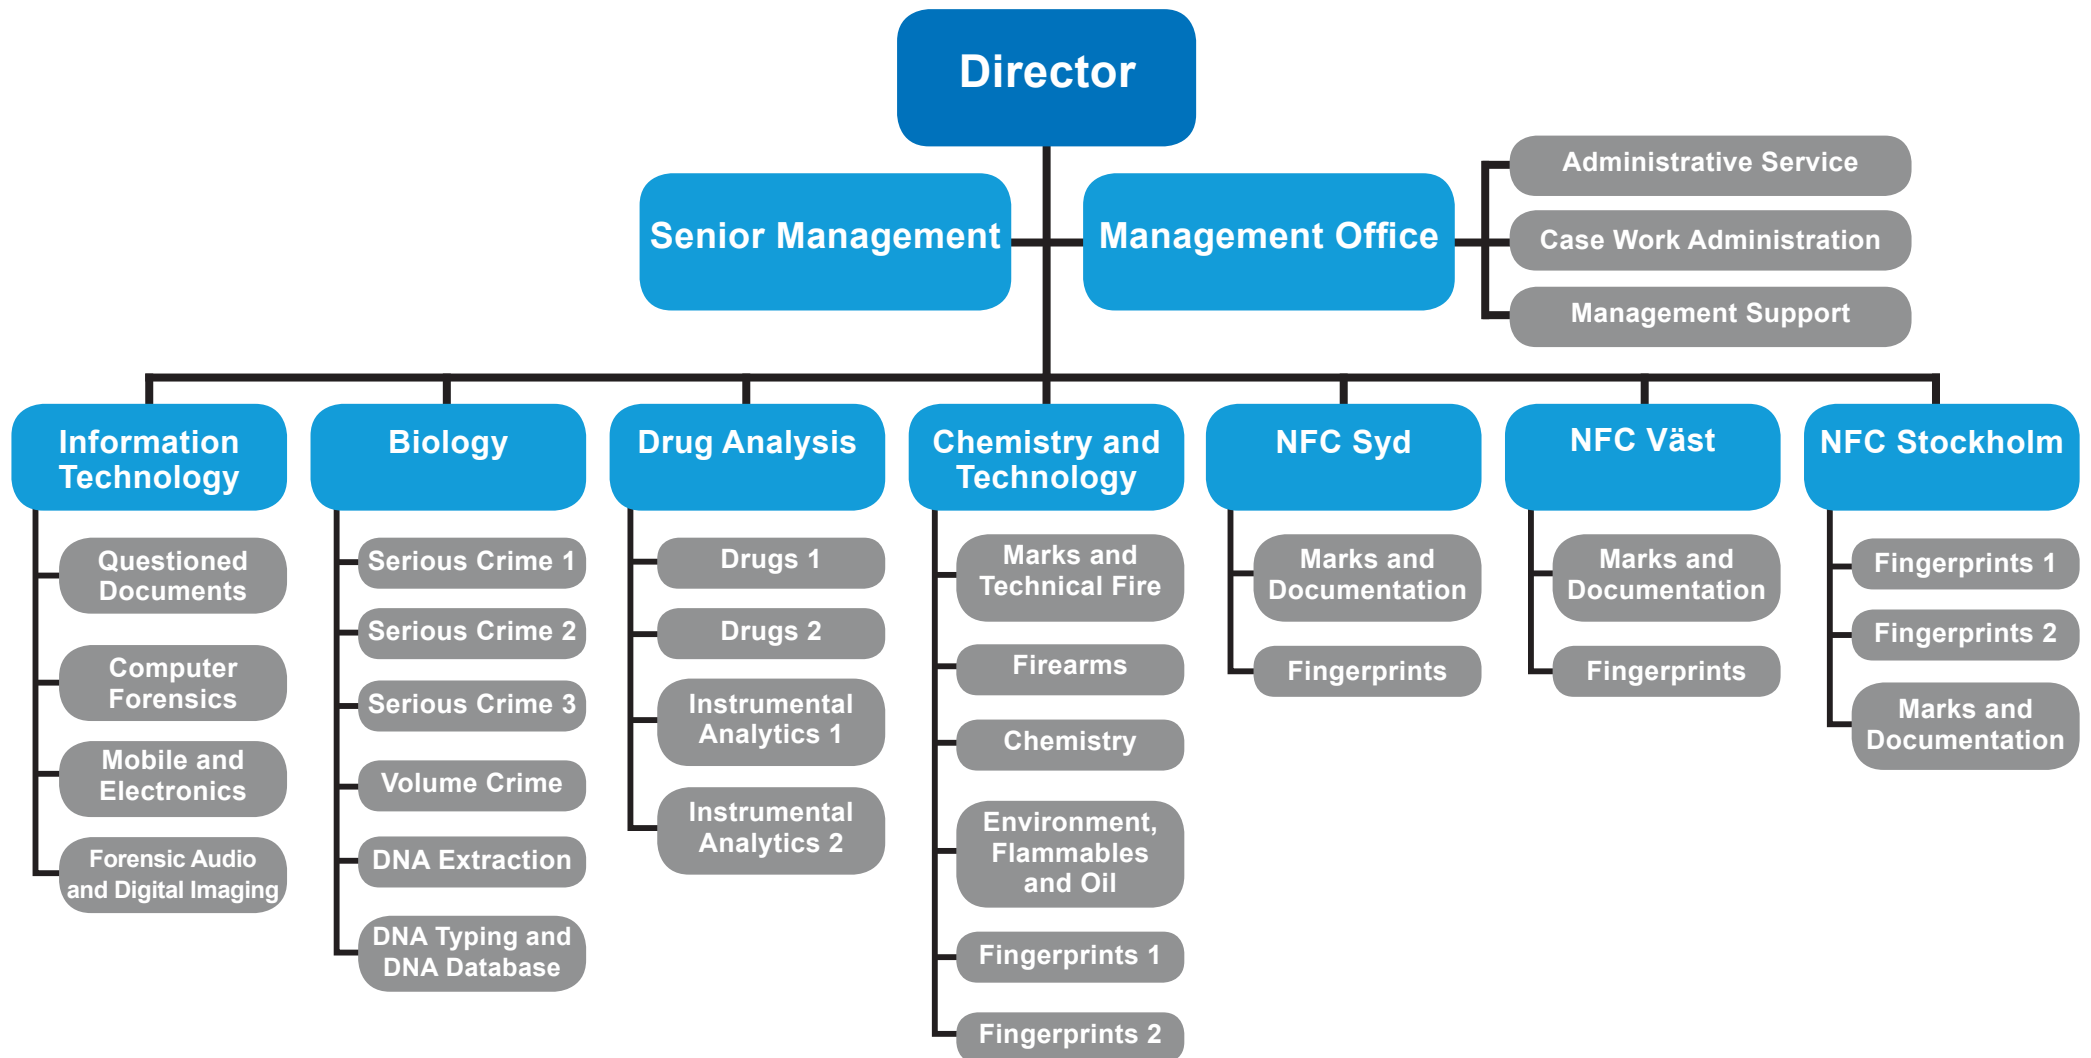 Director
Senior Management
Management Office
Administrative Service
Case Work Administration
Management Support
Information
Technology
Questioned
Documents
Computer
Forensics
Mobile and
Electronics
Forensic Audio
and Digital Imaging
Biology
Serious Crime 1
Serious Crime 2
Serious Crime 3
Volume Crime
DNA Extraction
DNA Typing and
DNA Database
Drug Analysis
Drugs 1
Drugs 2
Instrumental
Analytics 1
Instrumental
Analytics 2
Chemistry and
Technology
Marks and
Technical Fire
Firearms
Chemistry
Environment,
Flammables
and Oil
Fingerprints 1
Fingerprints 2
NFC Syd
Marks and
Documentation
Fingerprints
NFC Väst
Marks and
Documentation
Fingerprints
NFC Stockholm
Fingerprints 1
Fingerprints 2
Marks and
Documentation